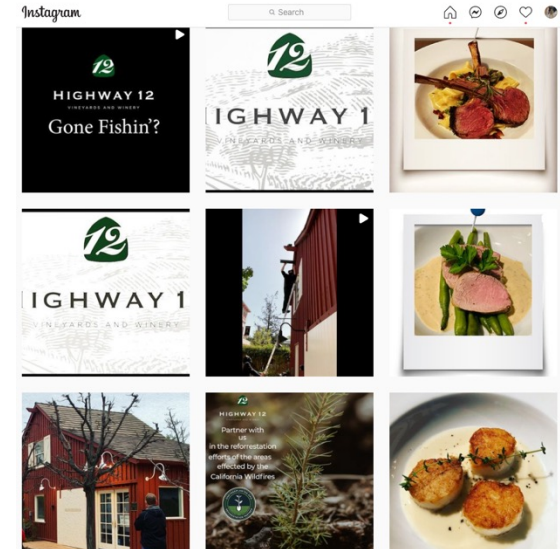 Instagram
Search
12
HIGHWAY 12
VINEYARDS AND WINERY
Gone Fishin'?
12
IGHWAY 1
VINEYARDS AND WINERY
12
IGHWAY 1
VINEYARDS AND WINERY
12
HIGHWAY 12
Partner with
us
in the reforrestation
efforts of the areas
effected by the
California Wildfires